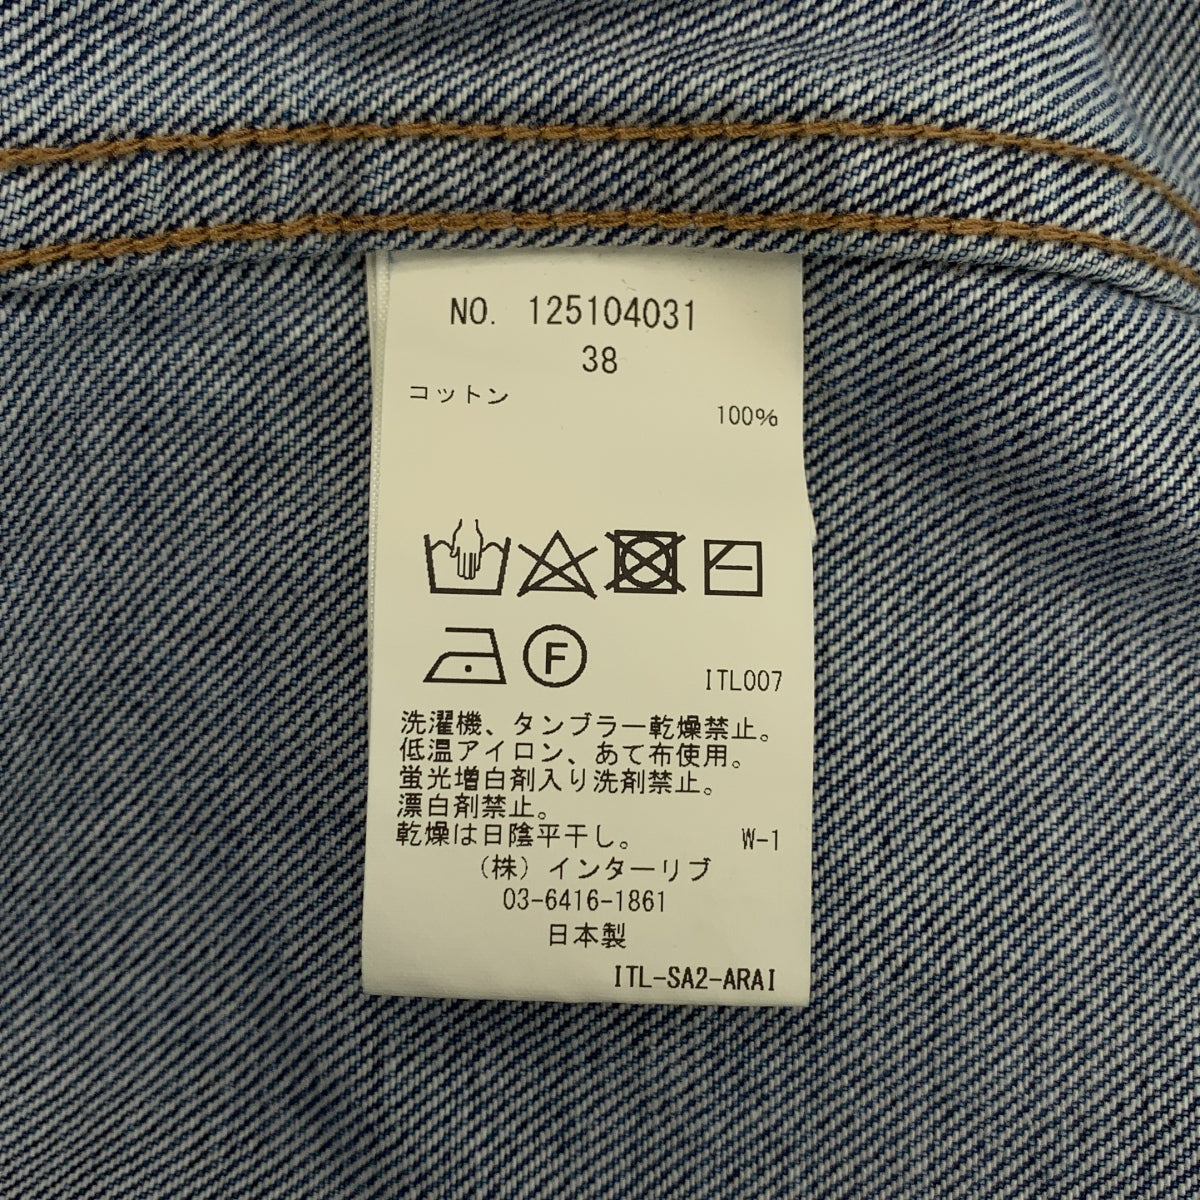 NO. 125104031
38
コットン
100%
F
ITL007
洗濯機、タンブラー乾燥禁止。
低温アイロン、あて布使用。
蛍光増白剤入り洗剤禁止。
漂白剤禁止。
乾燥は日陰平干し。 W-1
(株)インターリブ
03-6416-1861
日本製
ITL-SA2-ARAI